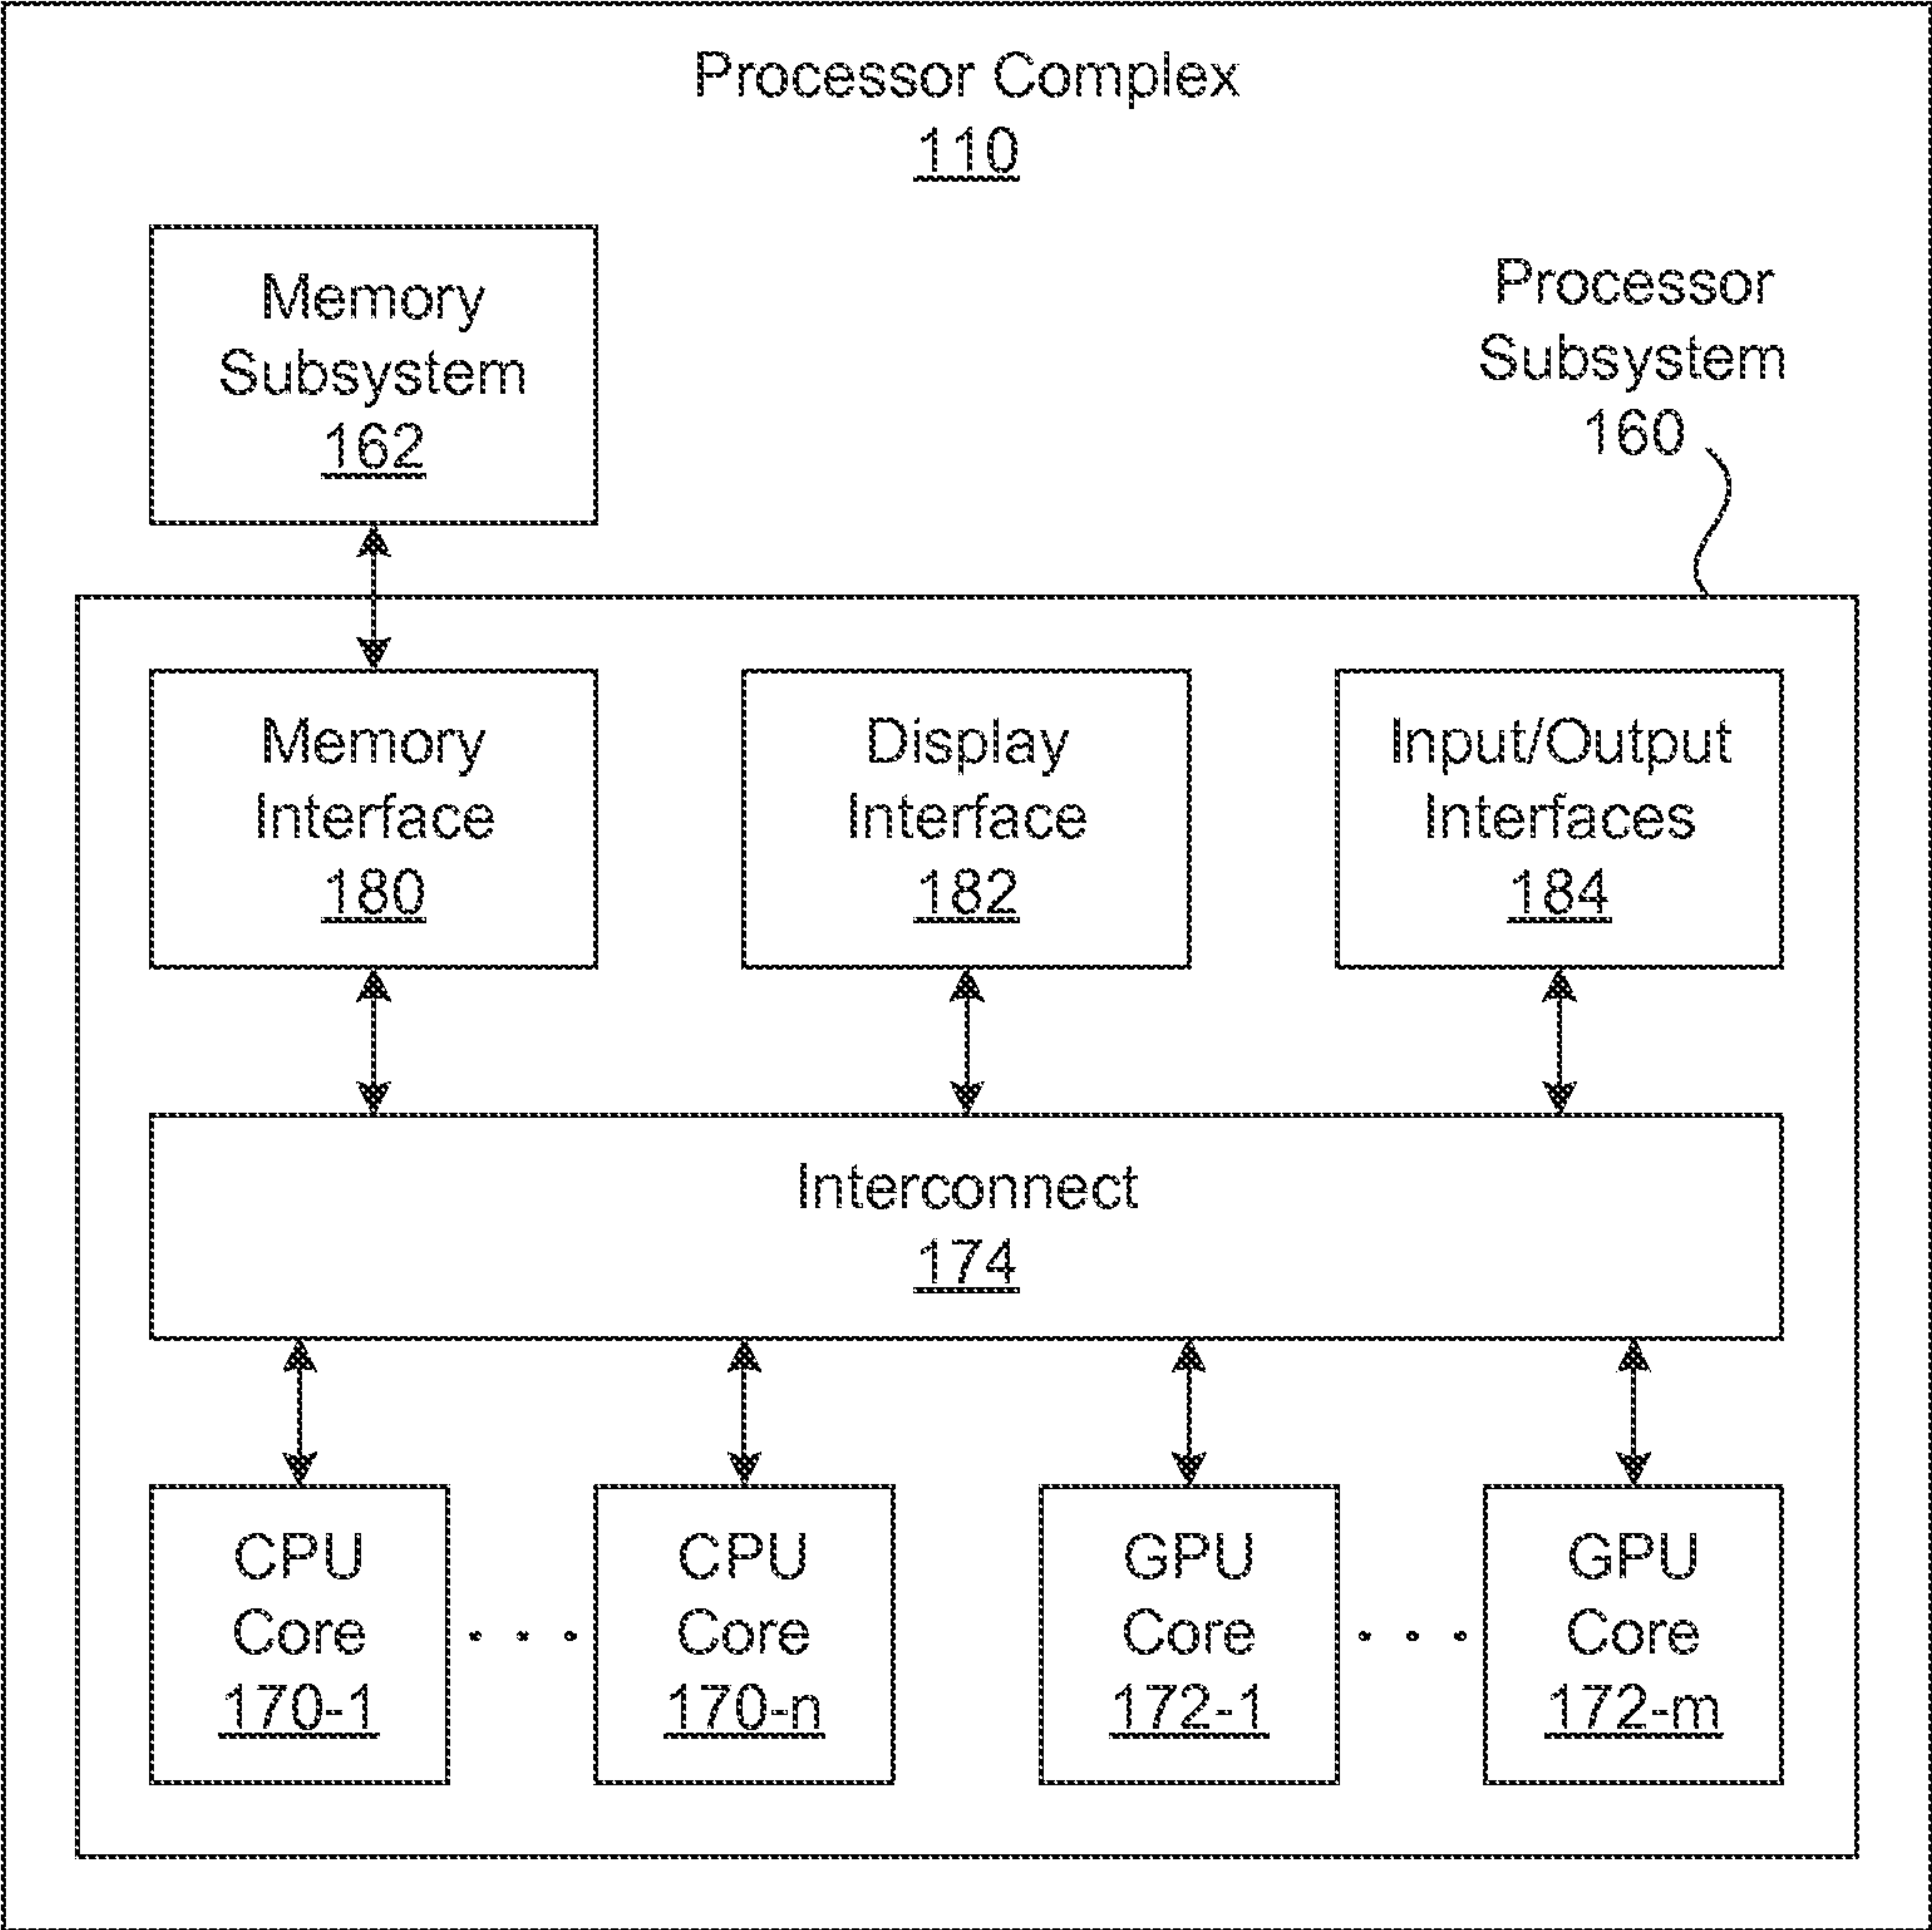 Processor Complex
110
Memory
Subsystem
162
Processor
Subsystem
160
Memory
Interface
180
Display
Interface
182
Input/Output
Interfaces
184
Interconnect
174
CPU
Core
170-1
. . .
CPU
Core
170-n
GPU
Core
172-1
. . .
GPU
Core
172-m